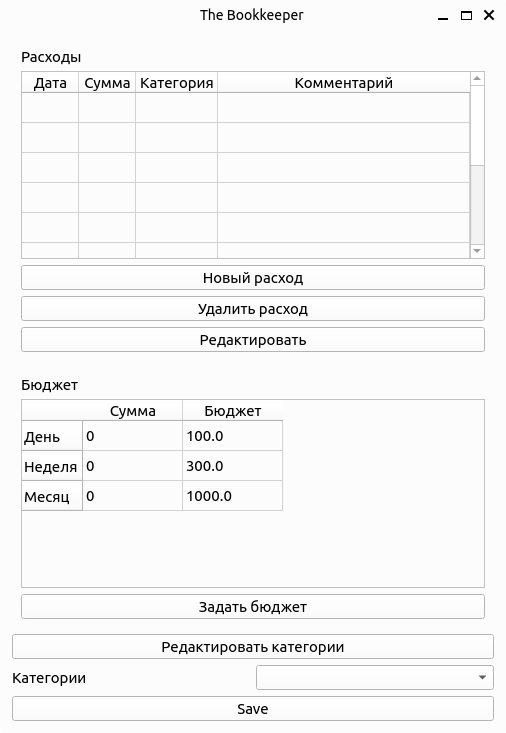 The Bookkeeper
Расходы
Дата Сумма Категория Комментарий
Новый расход
Удалить расход
Редактировать
Бюджет
Сумма Бюджет
День 0 100.0
Неделя 0 300.0
Месяц 0 1000.0
Задать бюджет
Редактировать категории
Категории
Save